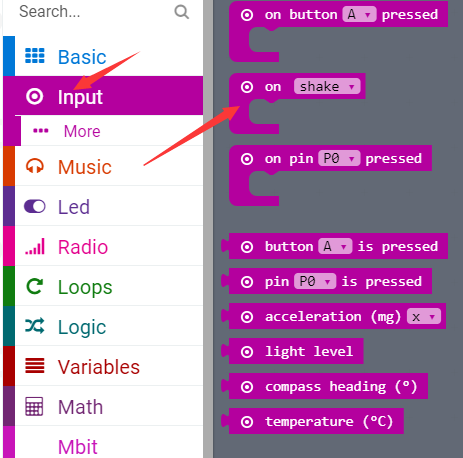 Search...
Basic
Input
More
Music
Led
Radio
Loops
Logic
Variables
Math
Mbit
on button A pressed
on shake
on pin P0 pressed
button A is pressed
pin P0 is pressed
acceleration (mg) x
light level
compass heading (°)
temperature (°C)